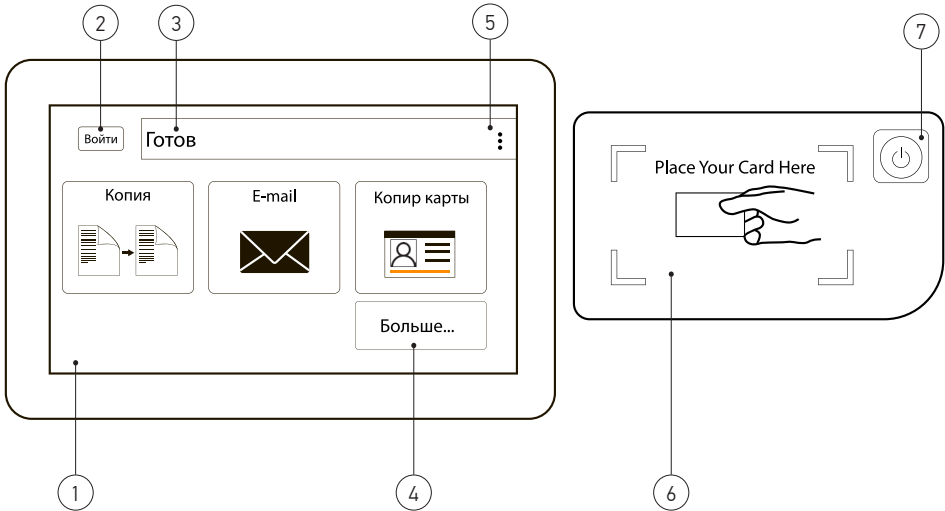 2
3
5
7
Войти
Готов
Place Your Card Here
Копия
E-mail
Копир карты
Больше...
1
4
6